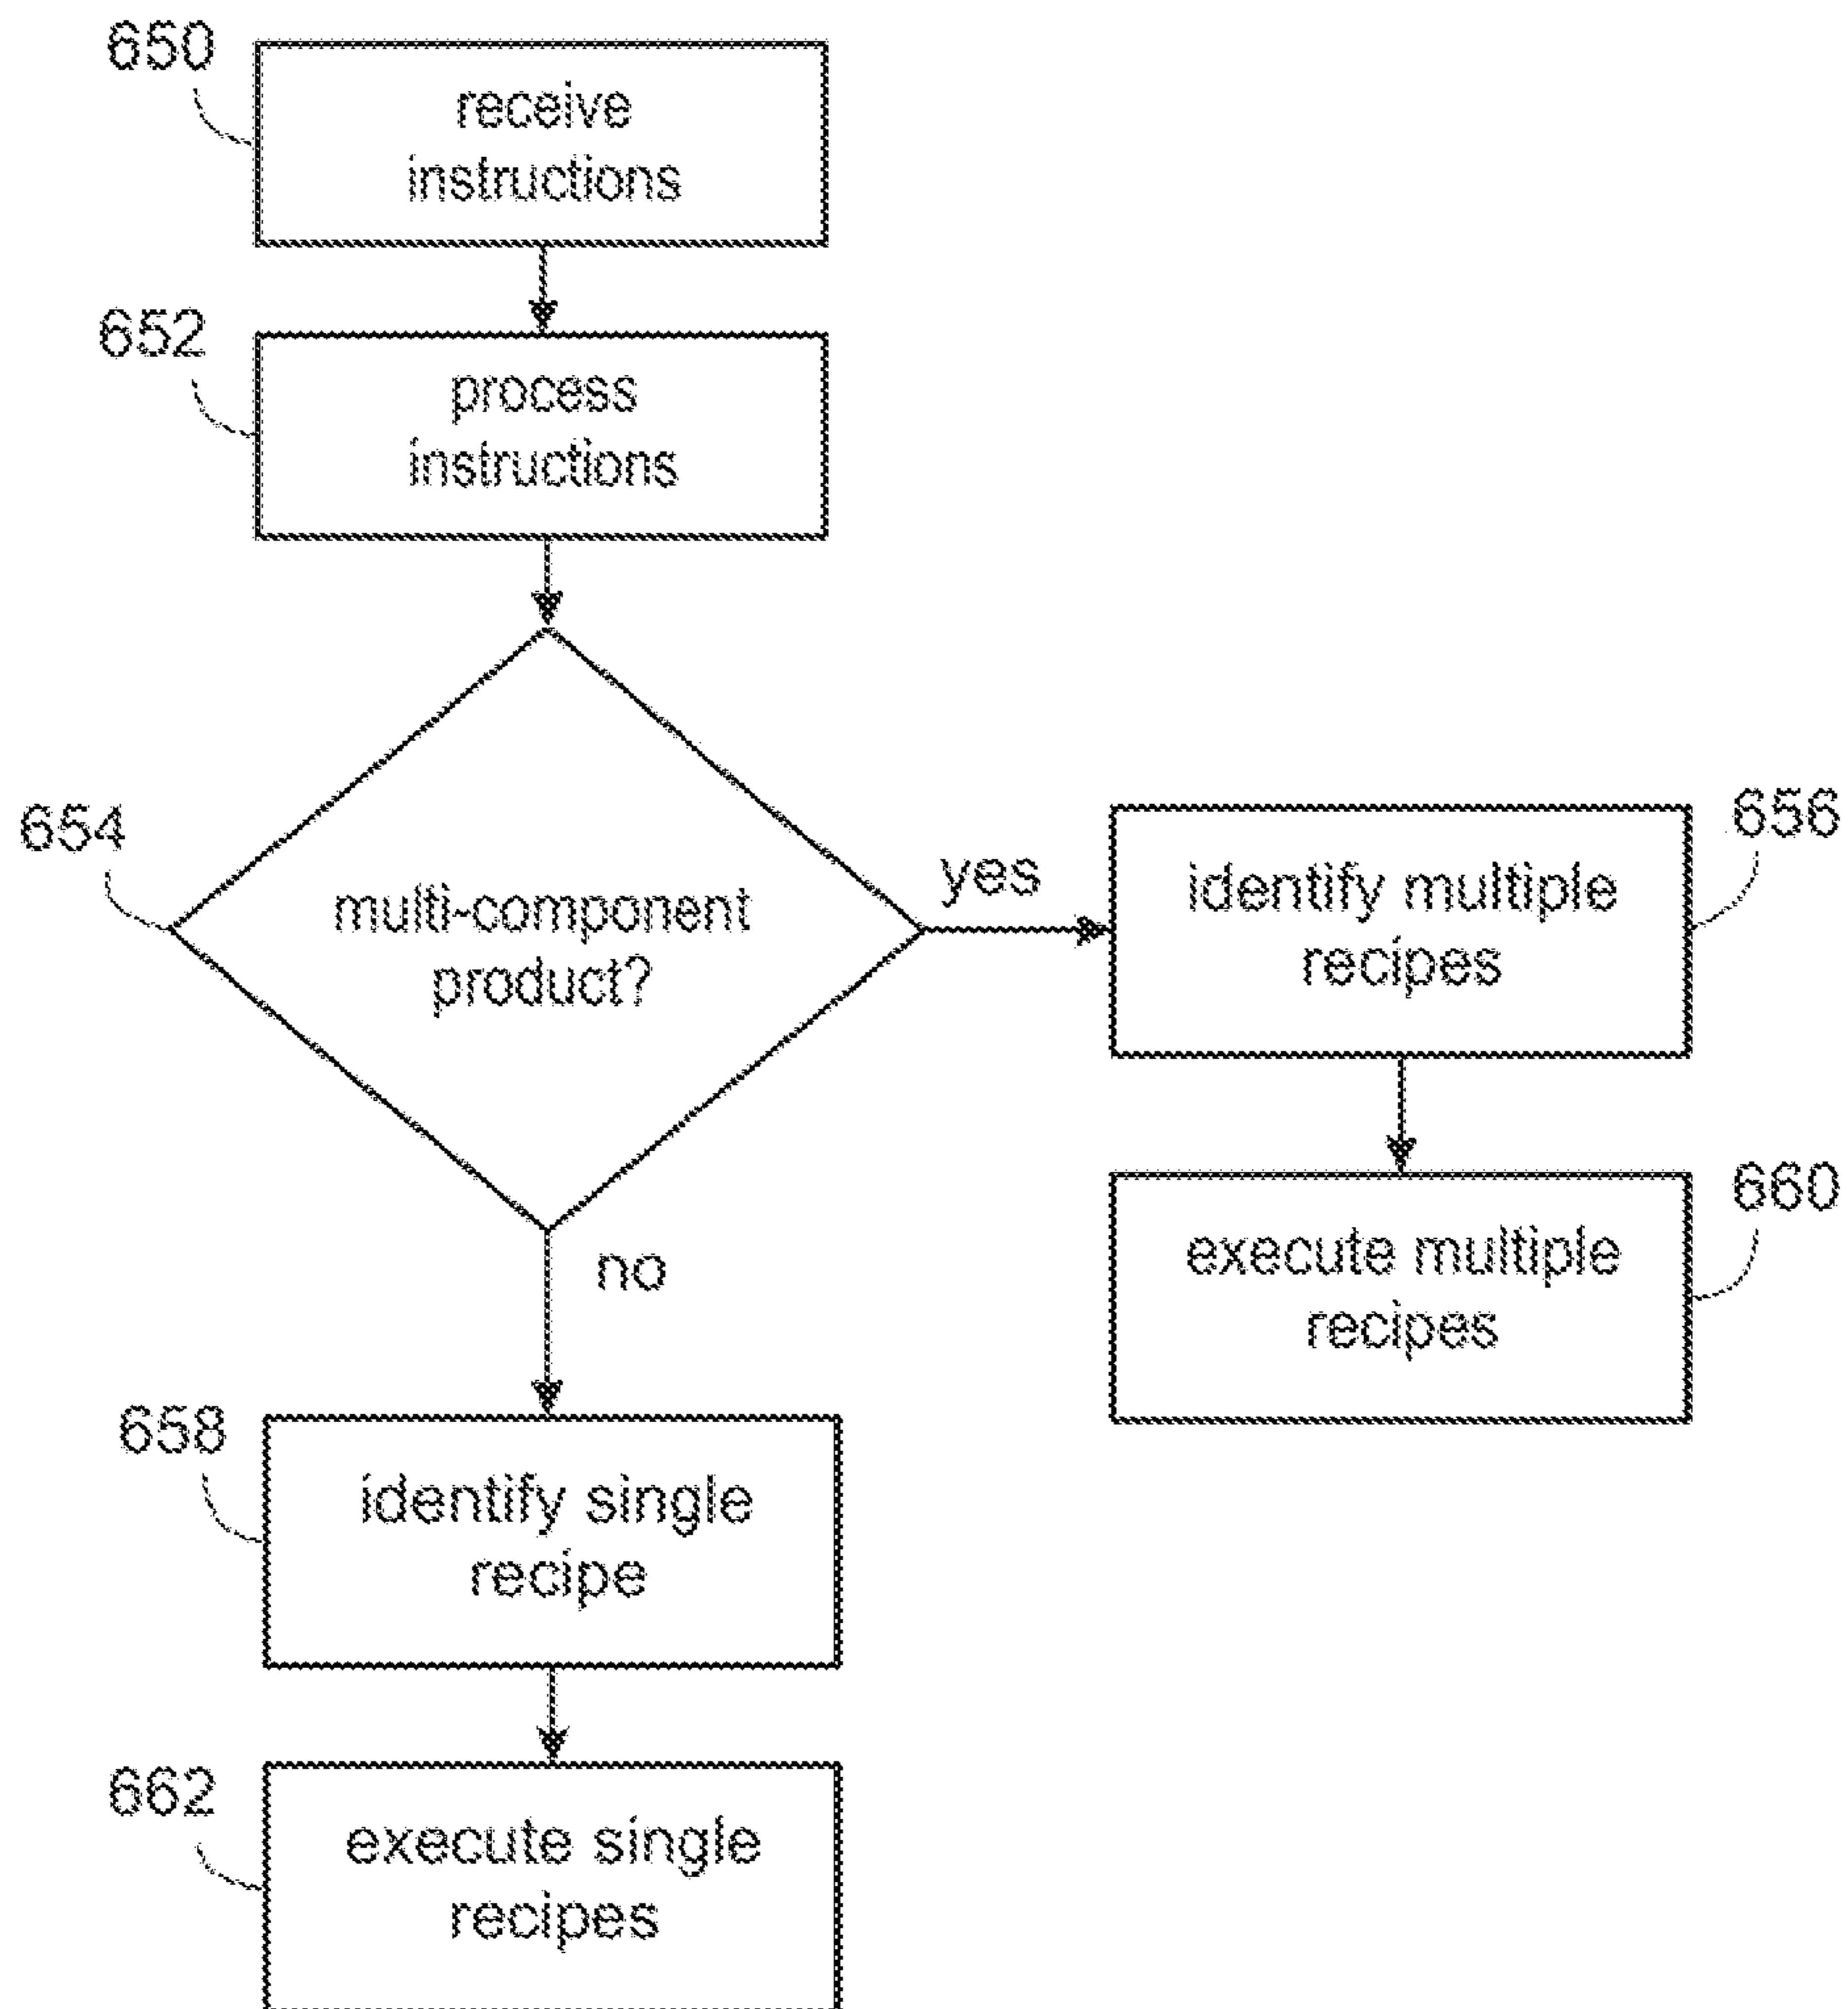 650
receive
instructions
652
process
instructions
654
multi-component
product?
yes
656
identify multiple
recipes
660
execute multiple
recipes
no
658
identify single
recipe
662
execute single
recipes